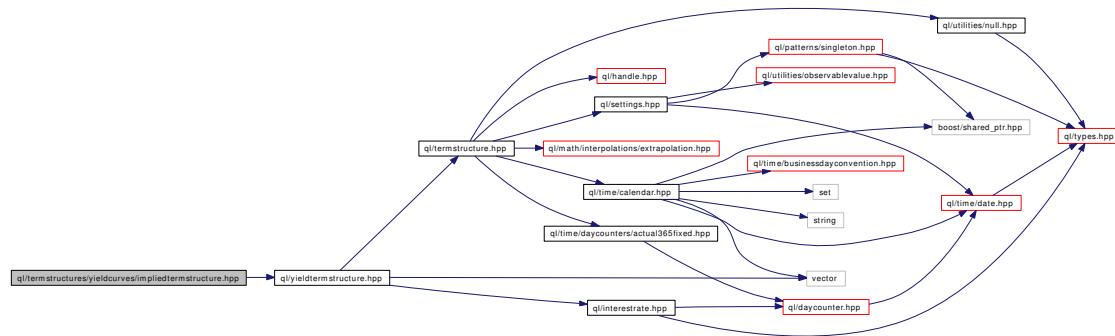 ql/utilities/null.hpp
ql/patterns/singleton.hpp
ql/handle.hpp
ql/utilities/observablevalue.hpp
ql/settings.hpp
boost/shared_ptr.hpp
ql/types.hpp
ql/termstructure.hpp
ql/math/interpolations/extrapolation.hpp
ql/time/businessdayconvention.hpp
ql/time/calendar.hpp
set
ql/time/date.hpp
string
ql/time/daycounters/actual365fixed.hpp
ql/termstructures/yieldcurves/impliedtermstructure.hpp
ql/yieldtermstructure.hpp
vector
ql/interestrate.hpp
ql/daycounter.hpp